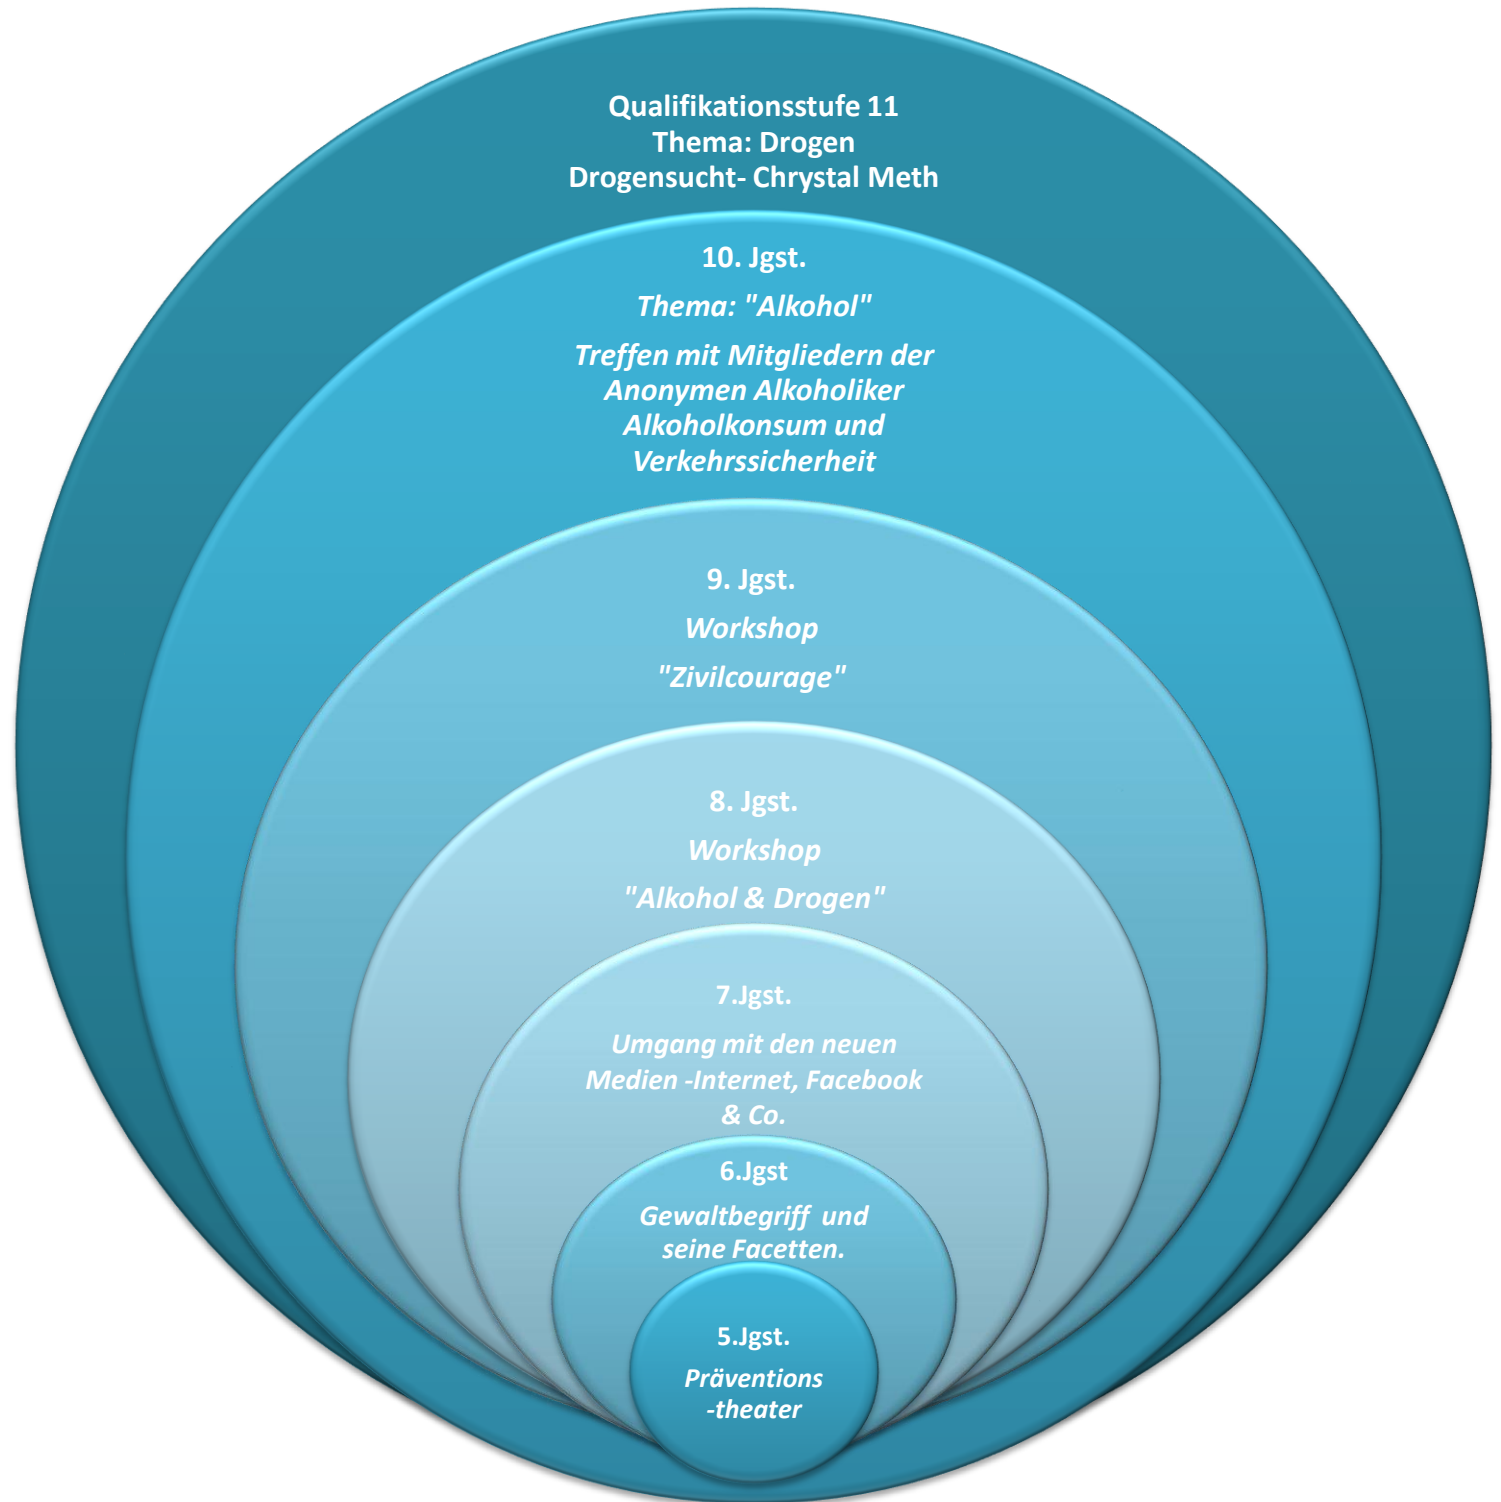 Qualifikationsstufe 11
Thema: Drogen
Drogensucht- Chrystal Meth
10. Jgst.
Thema: "Alkohol"
Treffen mit Mitgliedern der
Anonymen Alkoholiker
Alkoholkonsum und
Verkehrssicherheit
9. Jgst.
Workshop
"Zivilcourage"
8. Jgst.
Workshop
"Alkohol & Drogen"
7.Jgst.
Umgang mit den neuen
Medien -Internet, Facebook
& Co.
6.Jgst
Gewaltbegriff und
seine Facetten.
5.Jgst.
Präventions
-theater